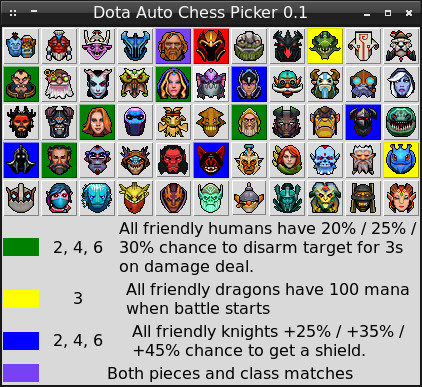 Dota Auto Chess Picker 0.1
All friendly humans have 20% / 25% /
2, 4, 6 30% chance to disarm target for 3s
on damage deal.
3 All friendly dragons have 100 mana
when battle starts
All friendly knights +25% / +35% /
2, 4, 6 +45% chance to get a shield.
Both pieces and class matches